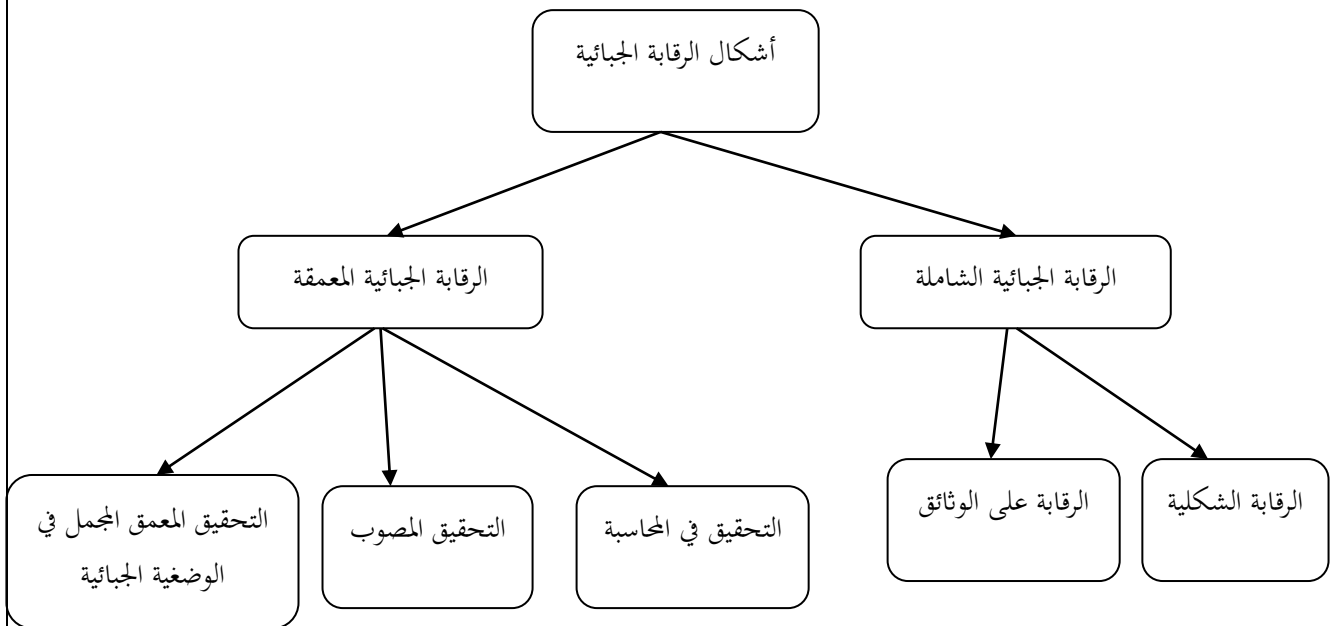 أشكال الرقابة الجبائية
الرقابة الجبائية الشاملة
الرقابة الجبائية المعمقة
الرقابة الشكلية
الرقابة على الوثائق
التحقيق في المحاسبة
التحقيق المصوب
التحقيق المعمق المجمل في
الوضغية الجبائية